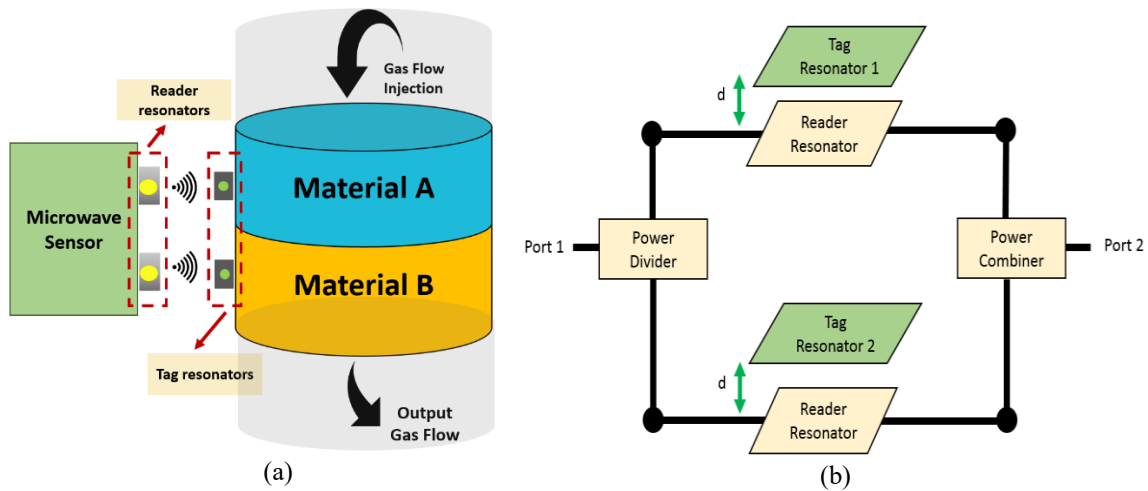 Gas Flow
Injection
Reader
resonators
Microwave
Sensor
Material A
Material B
Tag resonators
Output
Gas Flow
(a)
Tag
Resonator 1
d
Reader
Resonator
Port 1
Power
Divider
Power
Combiner
Port 2
Tag
Resonator 2
d
Reader
Resonator
(b)